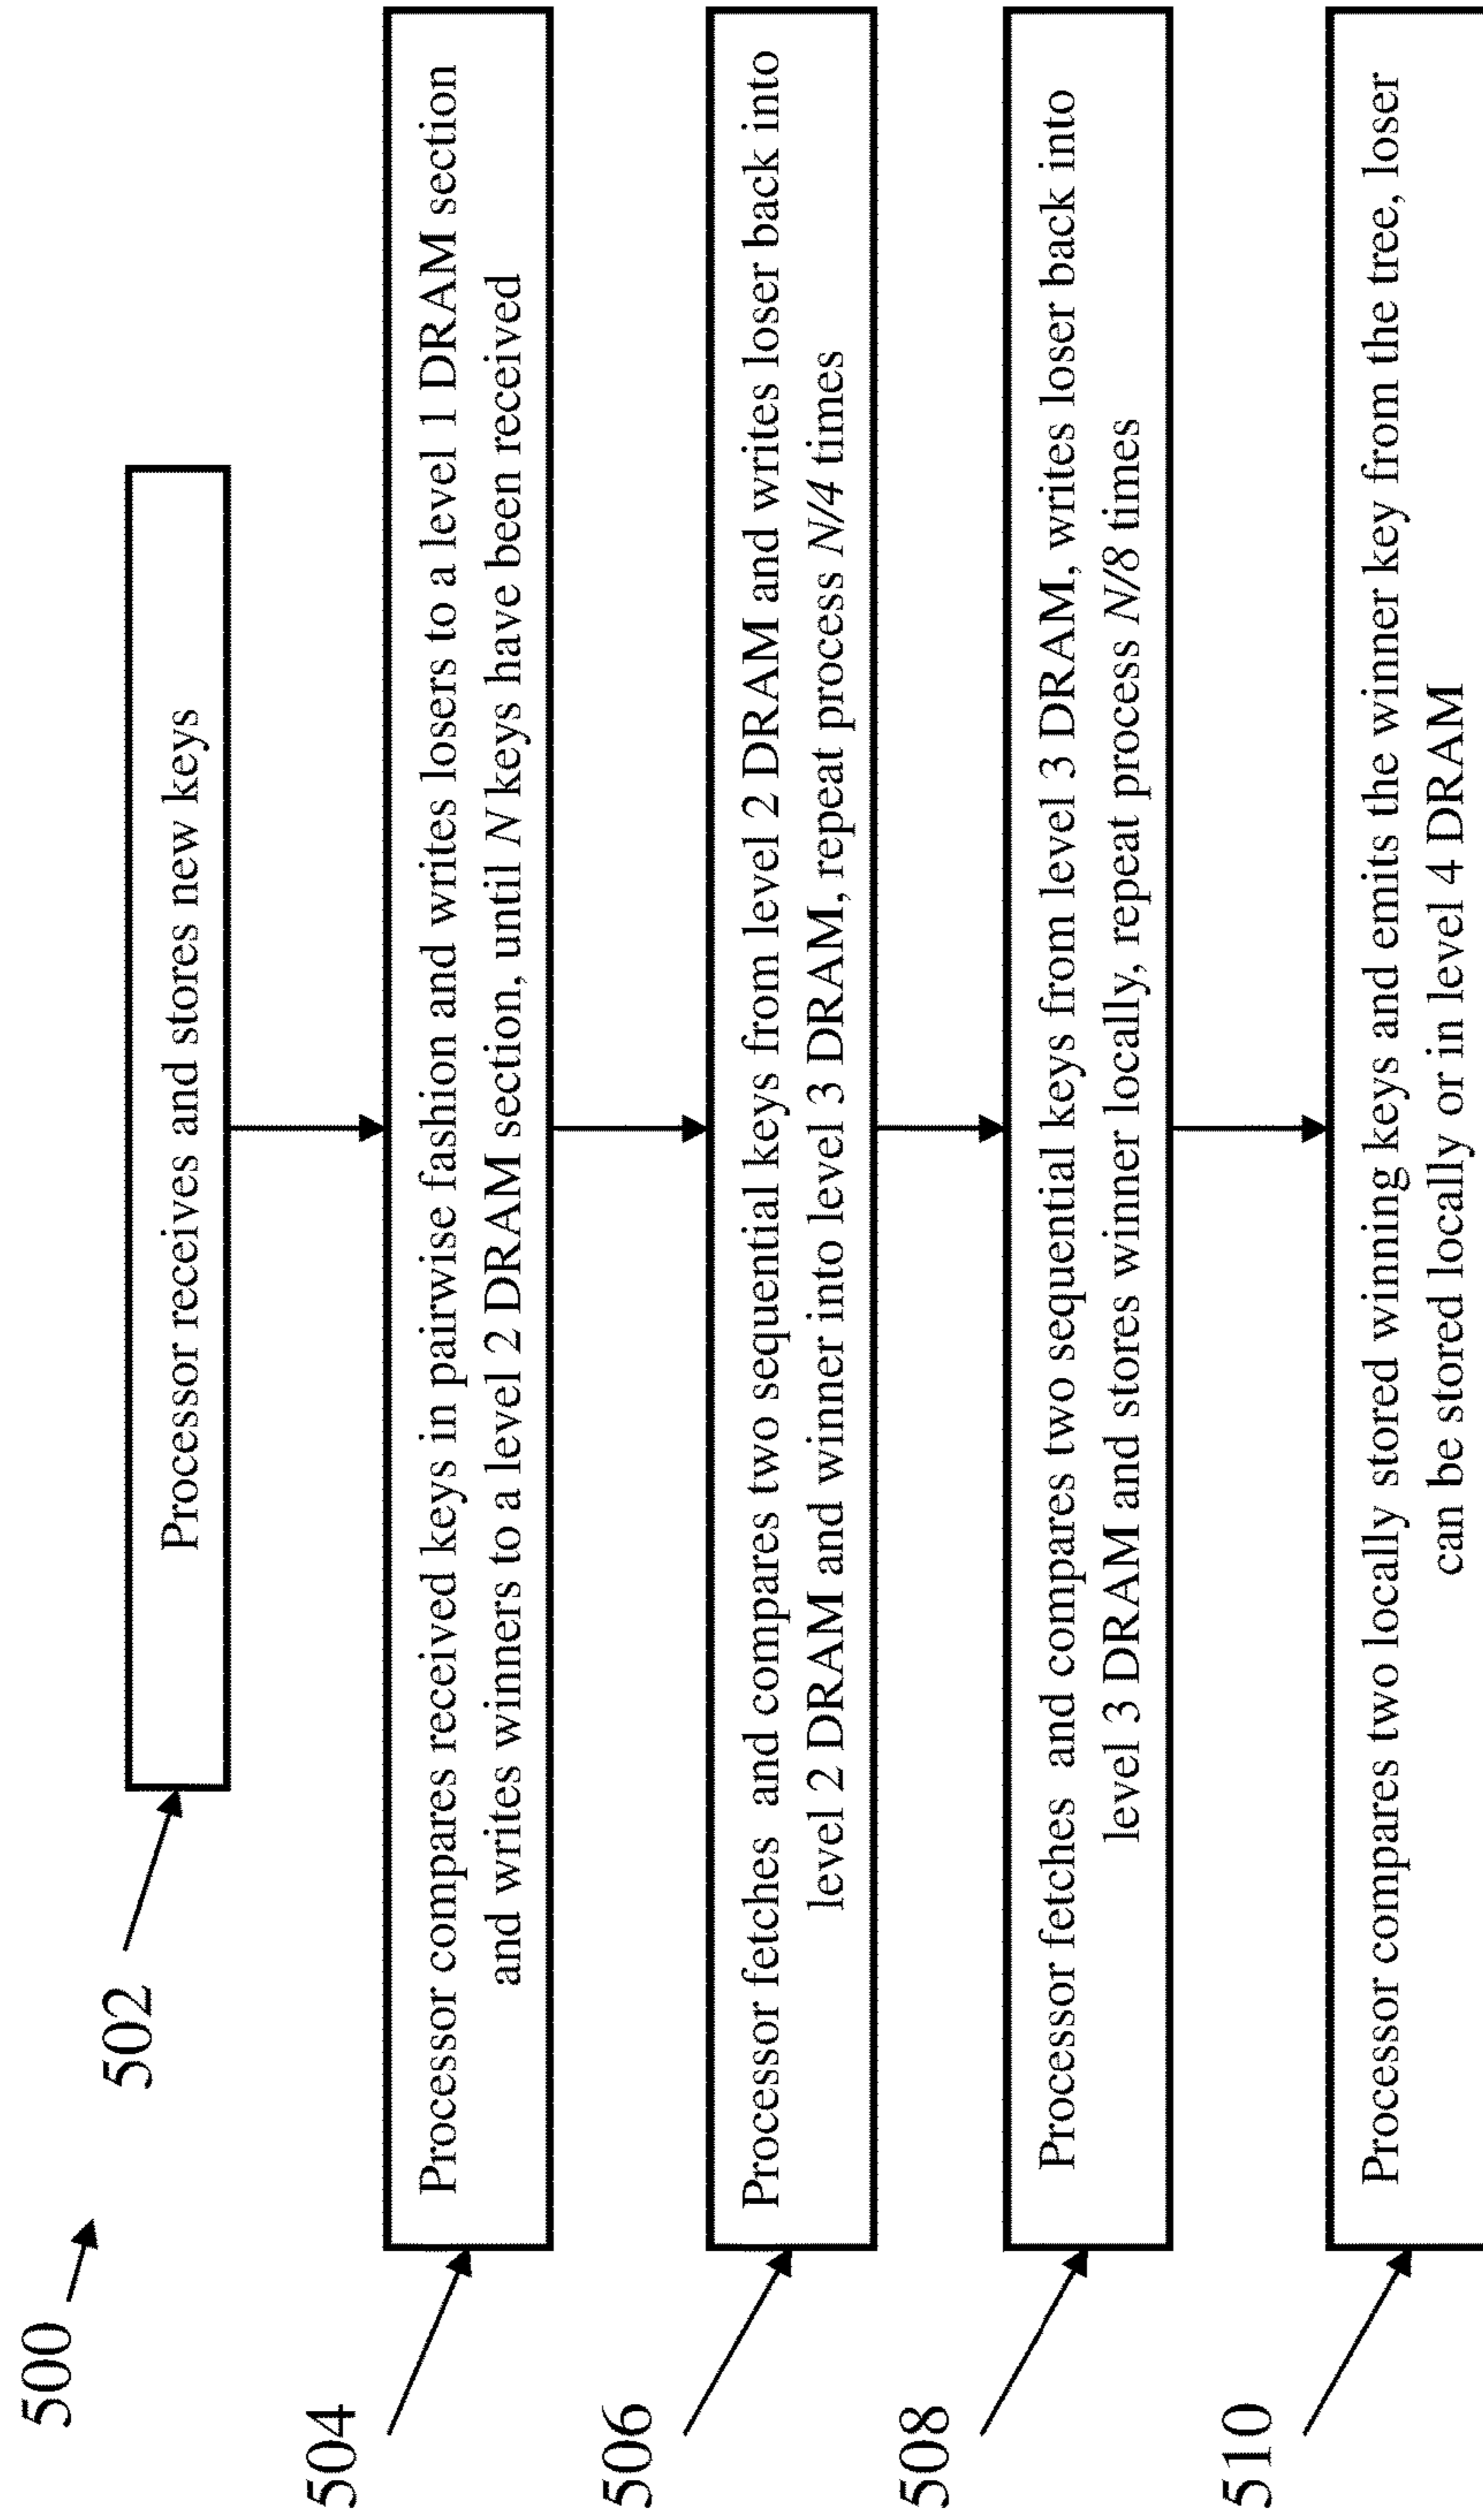 500
502
Processor receives and stores new keys
504
Processor compares received keys in pairwise fashion and writes losers to a level 1 DRAM section
and writes winners to a level 2 DRAM section, until N keys have been received
506
Processor fetches and compares two sequential keys from level 2 DRAM and writes loser back into
level 2 DRAM and winner into level 3 DRAM, repeat process N/4 times
508
Processor fetches and compares two sequential keys from level 3 DRAM, writes loser back into
level 3 DRAM and stores winner locally, repeat process N/8 times
510
Processor compares two locally stored winning keys and emits the winner key from the tree, loser
can be stored locally or in level 4 DRAM